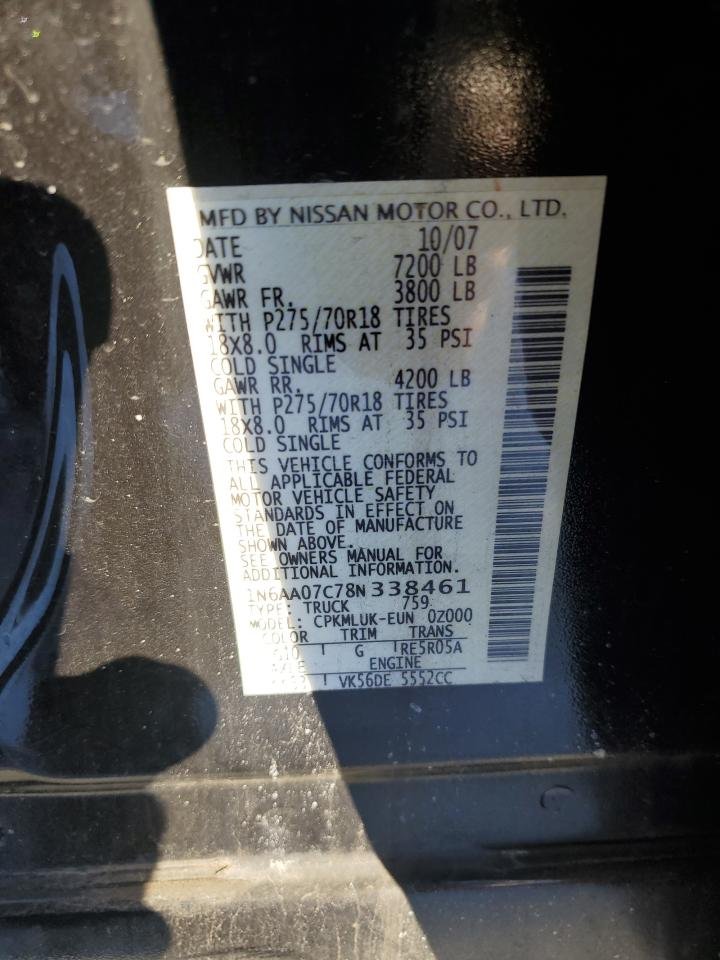 MFD BY NISSAN MOTOR CO., LTD.
DATE 10/07
GVWR 7200 LB
GAWR FR. 3800 LB
WITH P275/70R18 TIRES
18X8.0 RIMS AT 35 PSI
COLD SINGLE
GAWR RR. 4200 LB
WITH P275/70R18 TIRES
18X8.0 RIMS AT 35 PSI
COLD SINGLE
THIS VEHICLE CONFORMS TO
ALL APPLICABLE FEDERAL
MOTOR VEHICLE SAFETY
STANDARDS IN EFFECT ON
THE DATE OF MANUFACTURE
SHOWN ABOVE.
SEE OWNERS MANUAL FOR
ADDITIONAL INFORMATION.
1N6AA07C78N338461
TYPE: TRUCK 759
MODEL: CPKMLUK-EUN 0Z000
COLOR TRIM TRANS
G RE5R05A
AXLE ENGINE
VK56DE 5552CC